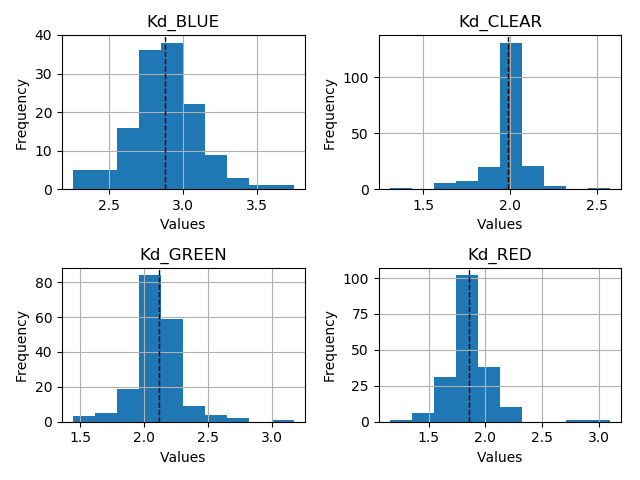 Kd_BLUE
Frequency
40
30
20
10
0
2.5 3.0 3.5
Values
Kd_CLEAR
Frequency
100
50
0
1.5 2.0 2.5
Values
Kd_GREEN
Frequency
80
60
40
20
0
1.5 2.0 2.5 3.0
Values
Kd_RED
Frequency
100
75
50
25
0
1.5 2.0 2.5 3.0
Values